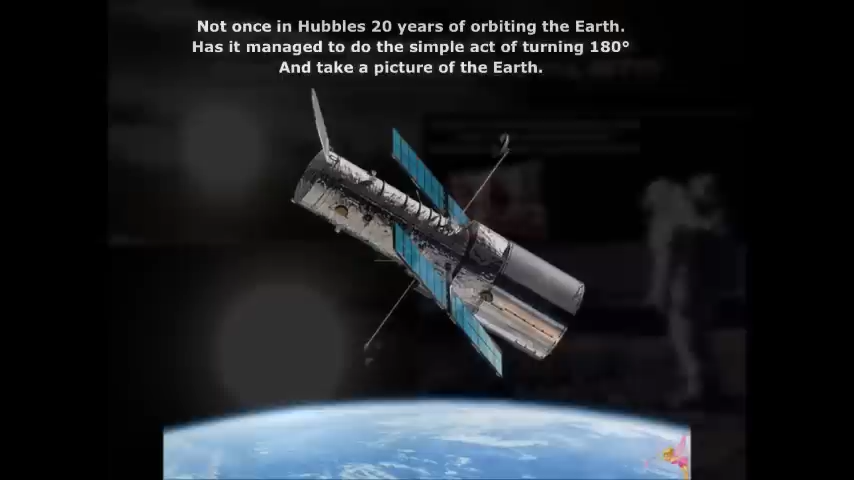 Not once in Hubbles 20 years of orbiting the Earth.
Has it managed to do the simple act of turning 180°
And take a picture of the Earth.